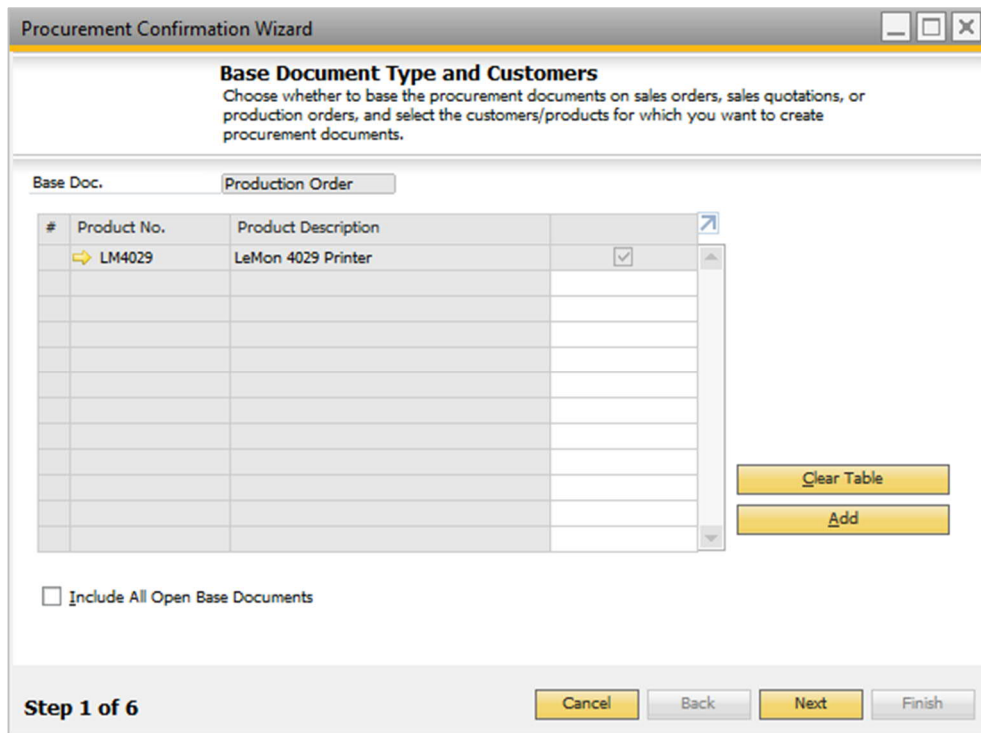 Procurement Confirmation Wizard
Base Document Type and Customers
Choose whether to base the procurement documents on sales orders, sales quotations, or
production orders, and select the customers/products for which you want to create
procurement documents.
Base Doc. Production Order
# Product No. Product Description
LM4029 LeMon 4029 Printer
Clear Table
Add
Include All Open Base Documents
Step 1 of 6 Cancel Back Next Finish